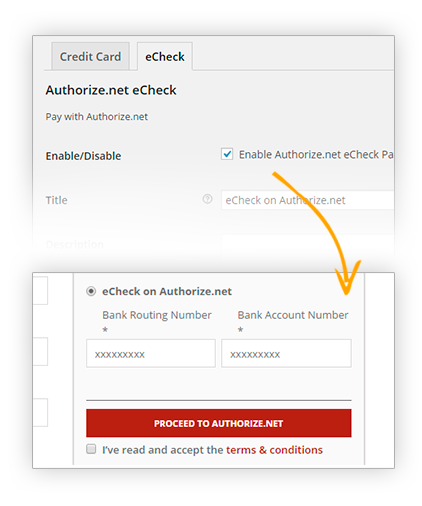 Credit Card eCheck
Authorize.net eCheck
Pay with Authorize.net
Enable/Disable Enable Authorize.net eCheck Pa
Title eCheck on Authorize.net
Description
eCheck on Authorize.net
Bank Routing Number Bank Account Number
* *
xxxxxxxxx xxxxxxxxx
PROCEED TO AUTHORIZE.NET
I've read and accept the terms & conditions